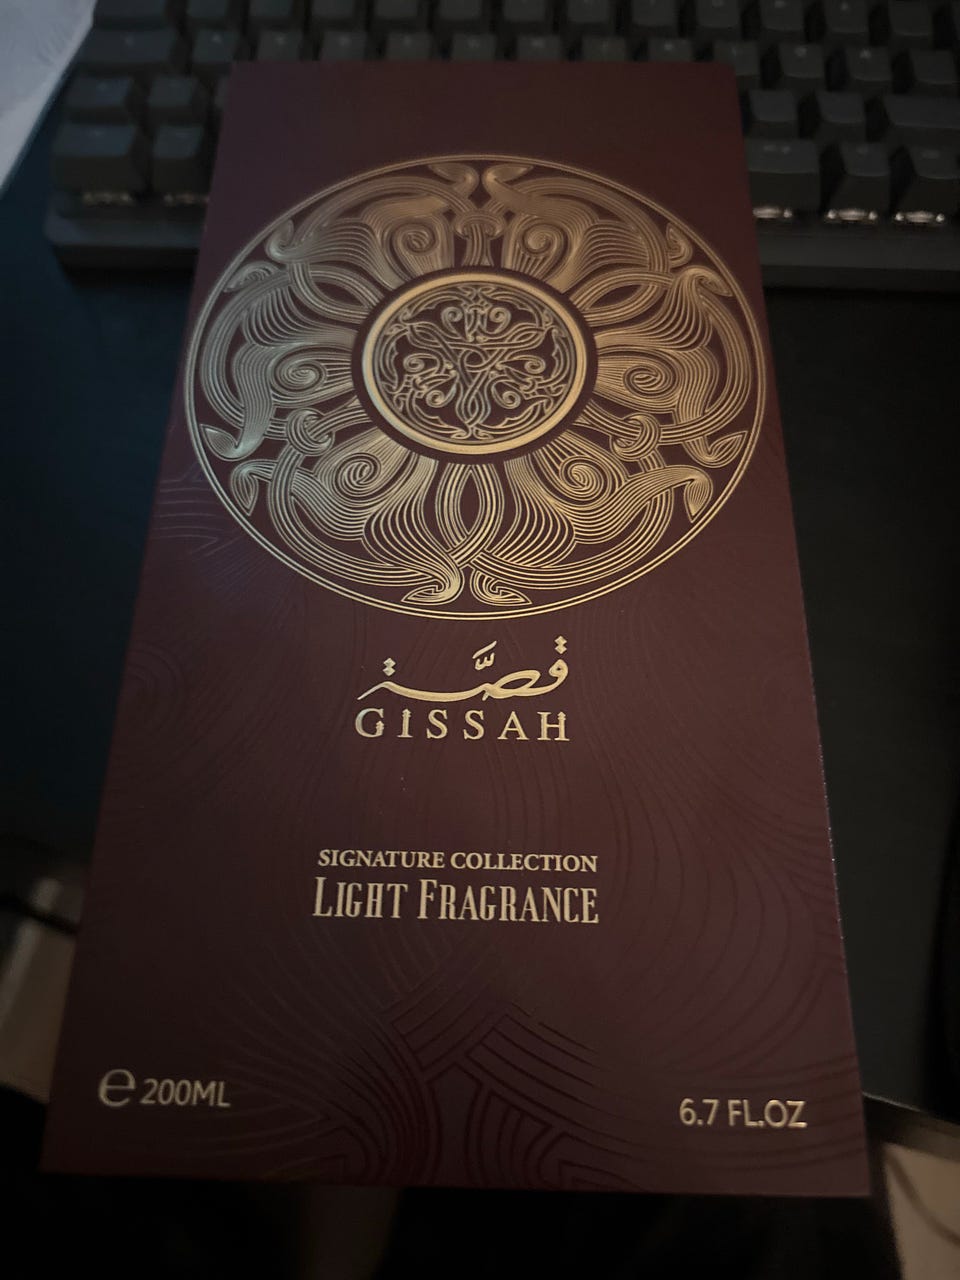 قصّة
GISSAH
SIGNATURE COLLECTION
LIGHT FRAGRANCE
℮ 200ML
6.7 FL.OZ